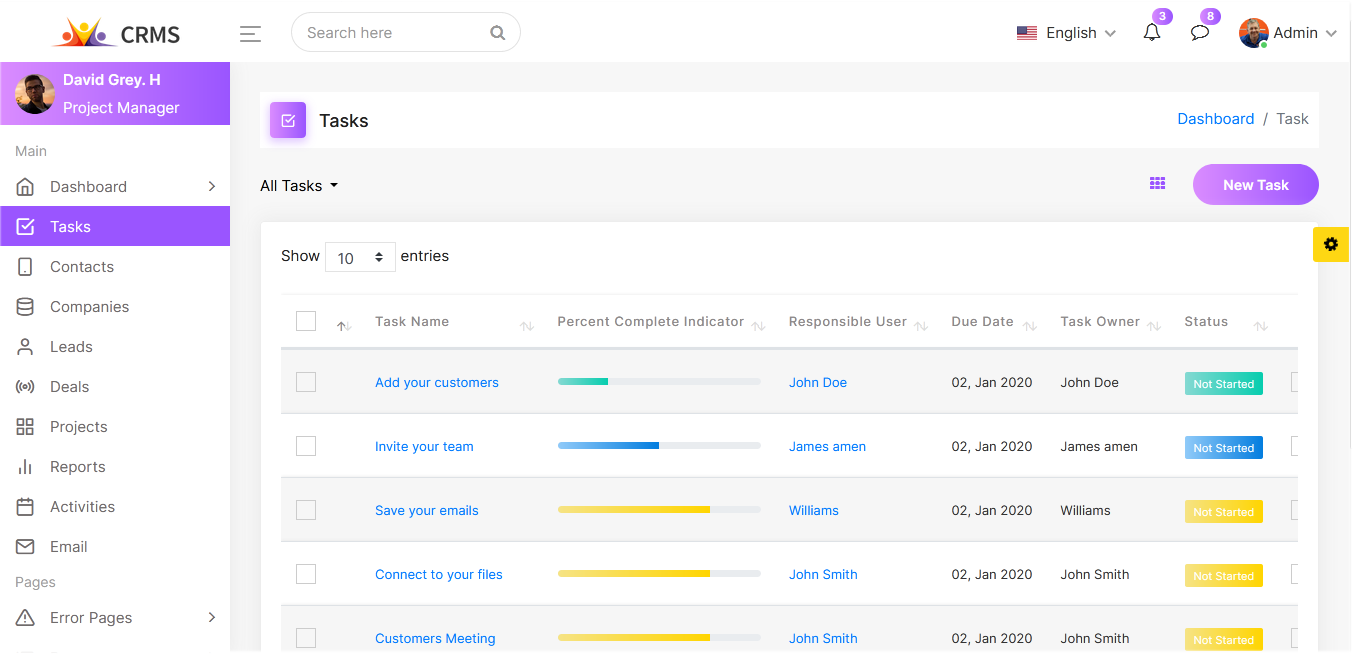 CRMS
Search here
English
3
8
Admin
David Grey. H
Project Manager
Main
Dashboard
Tasks
Contacts
Companies
Leads
Deals
Projects
Reports
Activities
Email
Pages
Error Pages
Tasks
Dashboard / Task
All Tasks
New Task
Show 10 entries
Task Name Percent Complete Indicator Responsible User Due Date Task Owner Status
Add your customers John Doe 02, Jan 2020 John Doe Not Started
Invite your team James amen 02, Jan 2020 James amen Not Started
Save your emails Williams 02, Jan 2020 Williams Not Started
Connect to your files John Smith 02, Jan 2020 John Smith Not Started
Customers Meeting John Smith 02, Jan 2020 John Smith Not Started